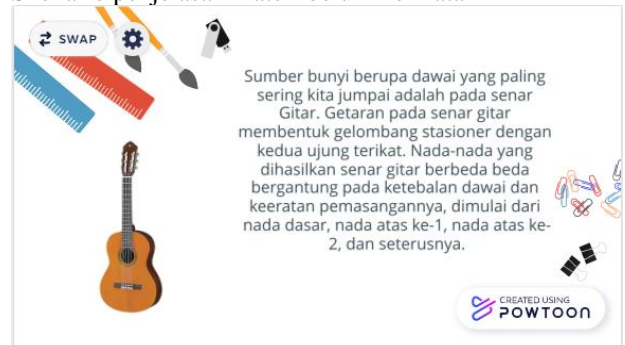 SWAP
Sumber bunyi berupa dawai yang paling
sering kita jumpai adalah pada senar
Gitar. Getaran pada senar gitar
membentuk gelombang stasioner dengan
kedua ujung terikat. Nada-nada yang
dihasilkan senar gitar berbeda beda
bergantung pada ketebalan dawai dan
keeratan pemasangannya, dimulai dari
nada dasar, nada atas ke-1, nada atas ke-
2, dan seterusnya.
CREATED USING
POWTOON